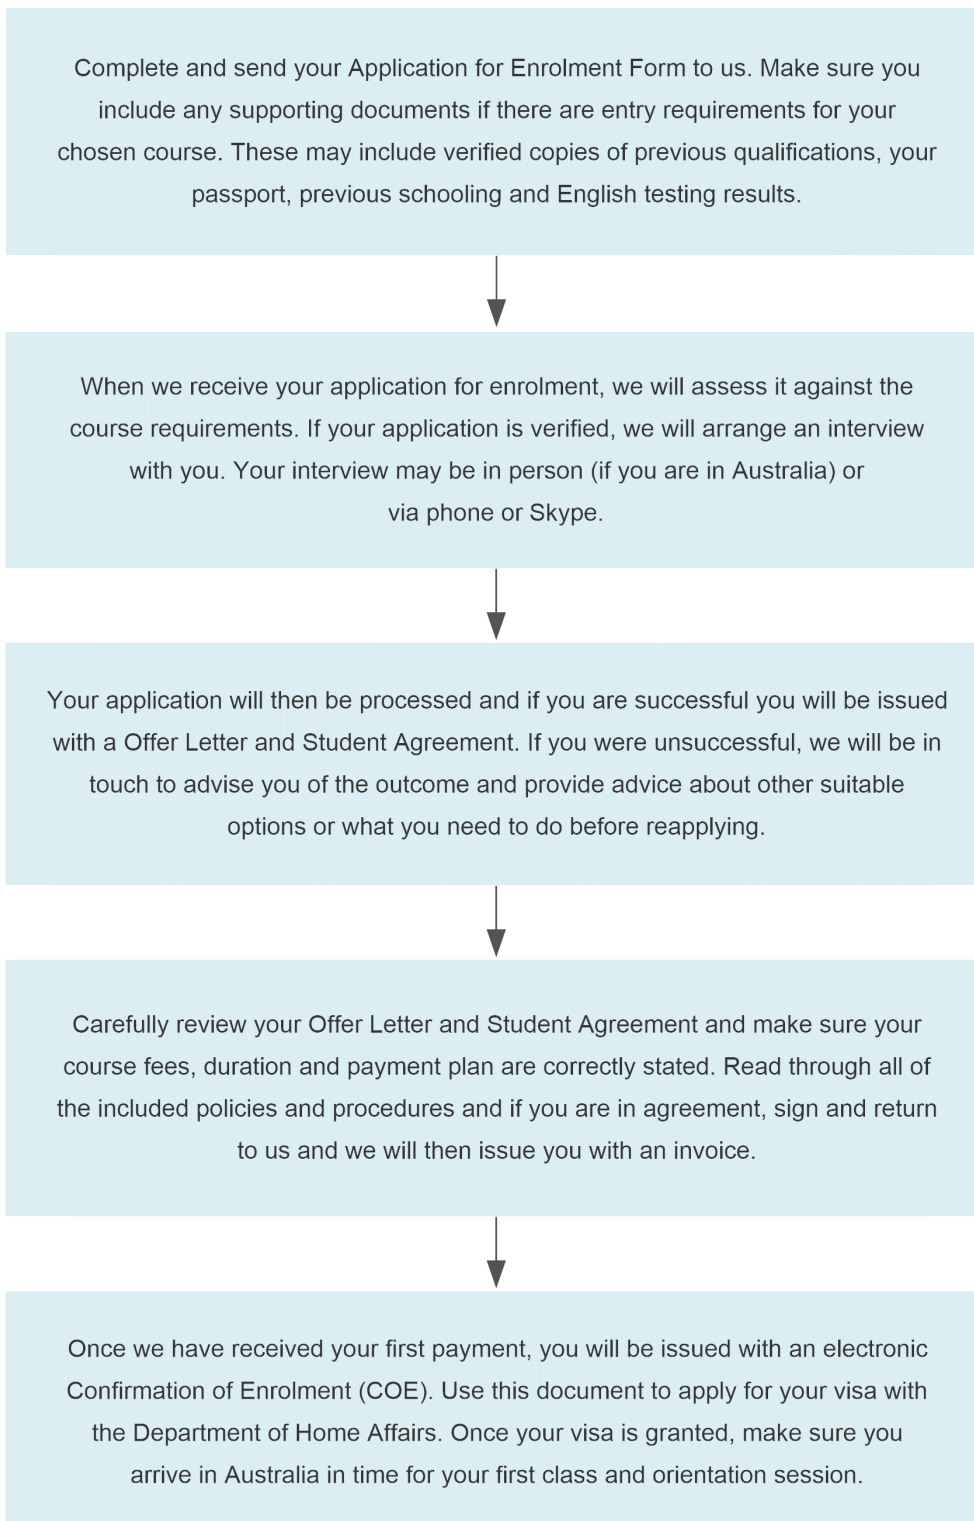 Complete and send your Application for Enrolment Form to us. Make sure you
include any supporting documents if there are entry requirements for your
chosen course. These may include verified copies of previous qualifications, your
passport, previous schooling and English testing results.
When we receive your application for enrolment, we will assess it against the
course requirements. If your application is verified, we will arrange an interview
with you. Your interview may be in person (if you are in Australia) or
via phone or Skype.
Your application will then be processed and if you are successful you will be issued
with a Offer Letter and Student Agreement. If you were unsuccessful, we will be in
touch to advise you of the outcome and provide advice about other suitable
options or what you need to do before reapplying.
Carefully review your Offer Letter and Student Agreement and make sure your
course fees, duration and payment plan are correctly stated. Read through all of
the included policies and procedures and if you are in agreement, sign and return
to us and we will then issue you with an invoice.
Once we have received your first payment, you will be issued with an electronic
Confirmation of Enrolment (COE). Use this document to apply for your visa with
the Department of Home Affairs. Once your visa is granted, make sure you
arrive in Australia in time for your first class and orientation session.